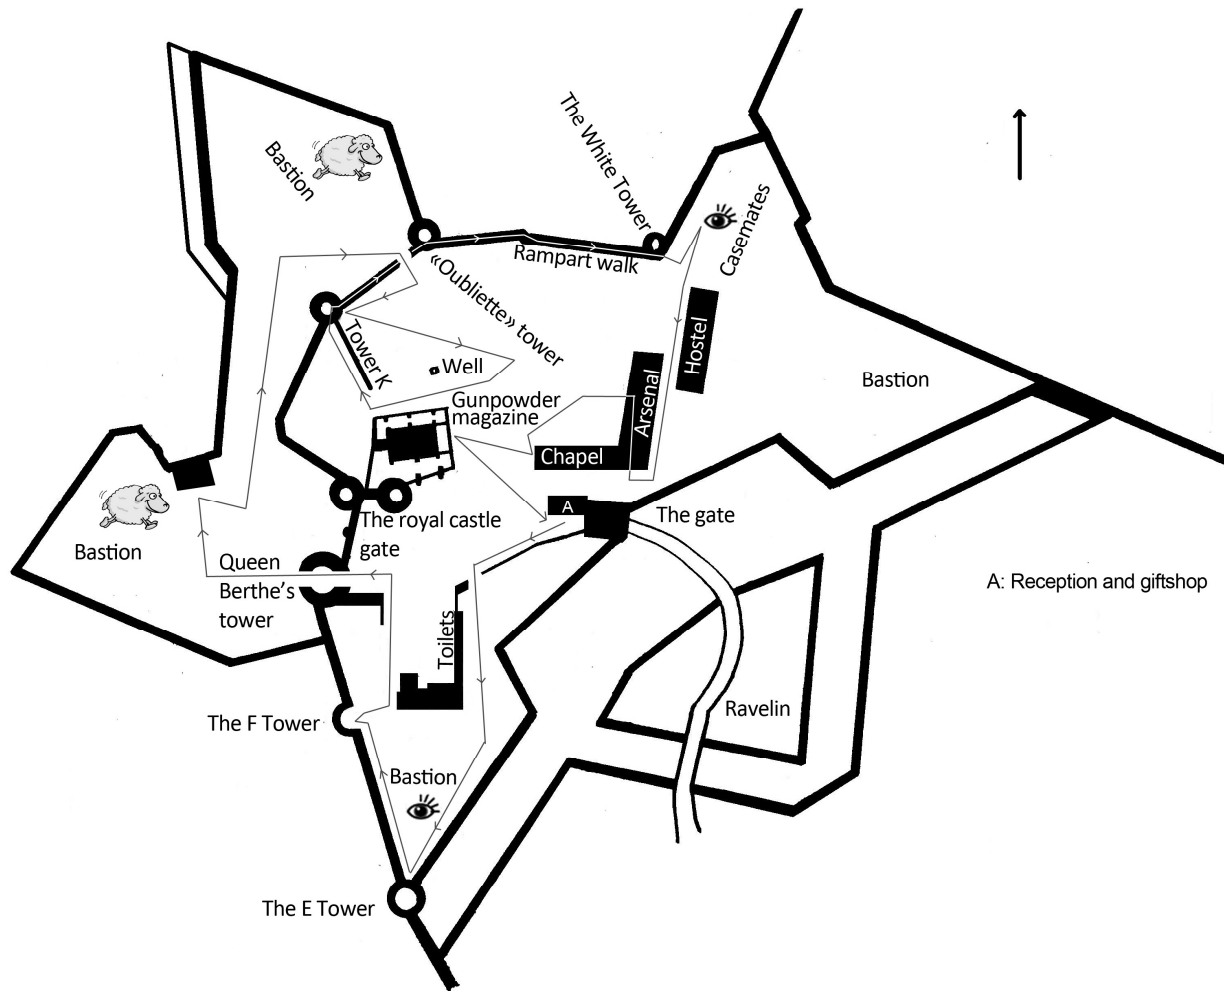 The White Tower
Bastion
Casemates
Rampart walk
«Oubliette» tower
Tower K
Well
Hostel
Arsenal
Bastion
Gunpowder
magazine
Chapel
A
The gate
The royal castle
gate
Bastion
Queen
Berthe's
tower
A: Reception and giftshop
Toilets
Ravelin
The F Tower
Bastion
The E Tower